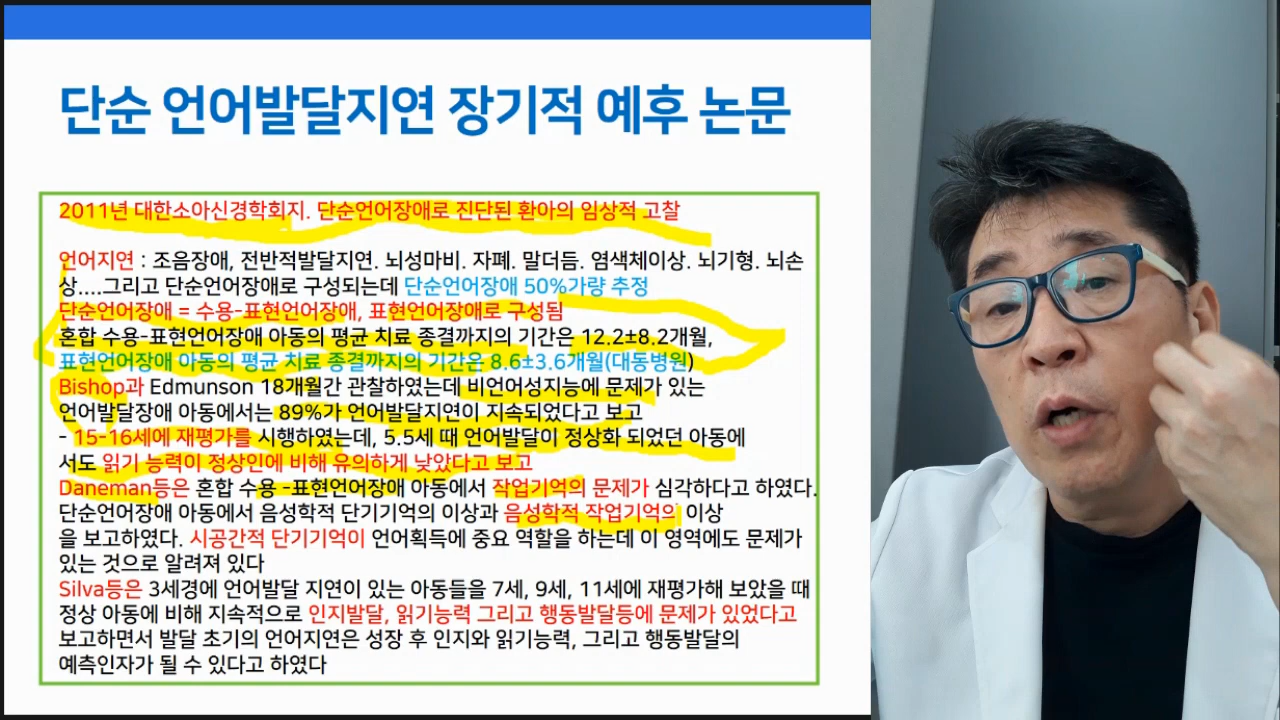 단순 언어발달지연 장기적 예후 논문
2011년 대한소아신경학회지. 단순언어장애로 진단된 환아의 임상적 고찰
언어지연 : 조음장애, 전반적발달지연. 뇌성마비. 자폐. 말더듬. 염색체이상. 뇌기형. 뇌손
상....그리고 단순언어장애로 구성되는데 단순언어장애 50%가량 추정
단순언어장애 = 수용-표현언어장애, 표현언어장애로 구성됨
혼합 수용-표현언어장애 아동의 평균 치료 종결까지의 기간은 12.2±8.2개월,
표현언어장애 아동의 평균 치료 종결까지의 기간은 8.6±3.6개월(대동병원)
Bishop과 Edmunson 18개월간 관찰하였는데 비언어성지능에 문제가 있는
언어발달장애 아동에서는 89%가 언어발달지연이 지속되었다고 보고
- 15-16세에 재평가를 시행하였는데, 5.5세 때 언어발달이 정상화 되었던 아동에
서도 읽기 능력이 정상인에 비해 유의하게 낮았다고 보고
Daneman등은 혼합 수용 -표현언어장애 아동에서 작업기억의 문제가 심각하다고 하였다.
단순언어장애 아동에서 음성학적 단기기억의 이상과 음성학적 작업기억의 이상
을 보고하였다. 시공간적 단기기억이 언어획득에 중요 역할을 하는데 이 영역에도 문제가
있는 것으로 알려져 있다
Silva등은 3세경에 언어발달 지연이 있는 아동들을 7세, 9세, 11세에 재평가해 보았을 때
정상 아동에 비해 지속적으로 인지발달, 읽기능력 그리고 행동발달등에 문제가 있었다고
보고하면서 발달 초기의 언어지연은 성장 후 인지와 읽기능력, 그리고 행동발달의
예측인자가 될 수 있다고 하였다